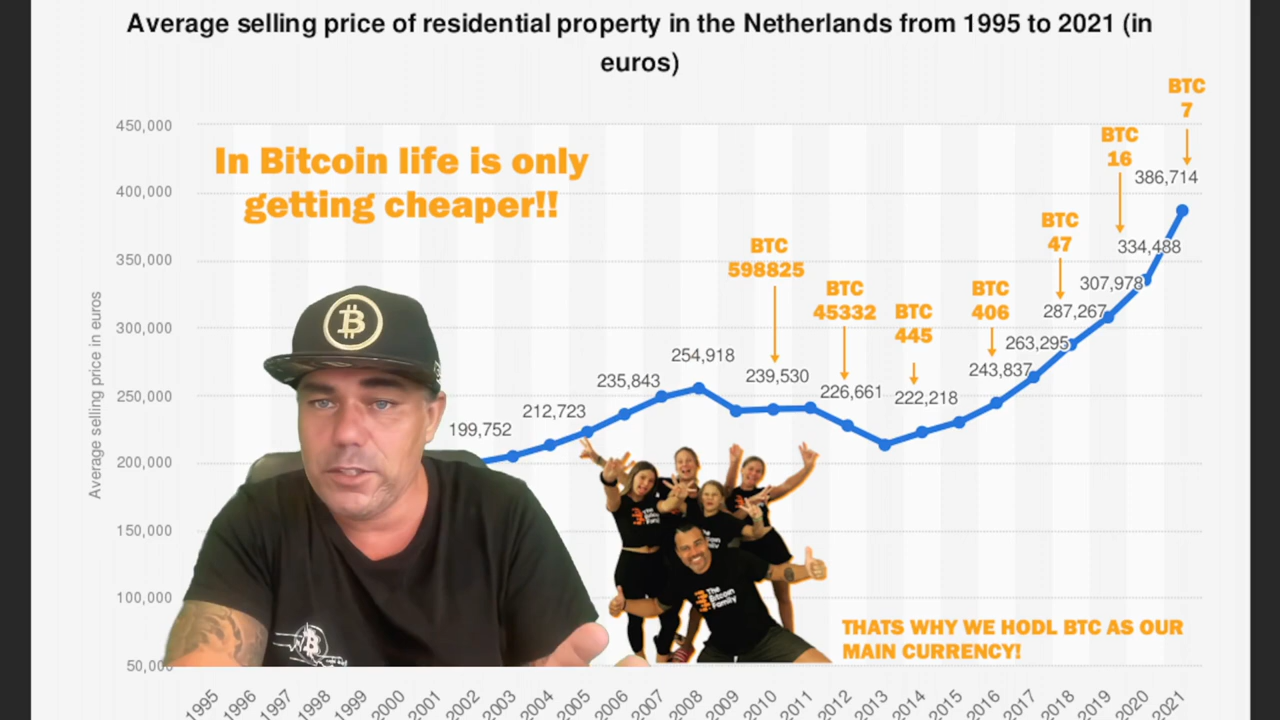 Average selling price of residential property in the Netherlands from 1995 to 2021 (in
euros)
BTC
7
450,000
BTC
16
In Bitcoin life is only
getting cheaper!!
386,714
400,000
BTC
47
334,488
BTC
598825
350,000
307,978
BTC
45332
BTC
406
287,267
BTC
445
300,000
263,295
254,918
239,530
243,837
235,843
226,661
222,218
250,000
212,723
199,752
200,000
Average selling price in euros
150,000
The
Bitcoin
Family
100,000
THATS WHY WE HODL BTC AS OUR
MAIN CURRENCY!
50,000
1995 1996 1997 1998 1999 2000 2001 2002 2003 2004 2005 2006 2007 2008 2009 2010 2011 2012 2013 2014 2015 2016 2017 2018 2019 2020 2021